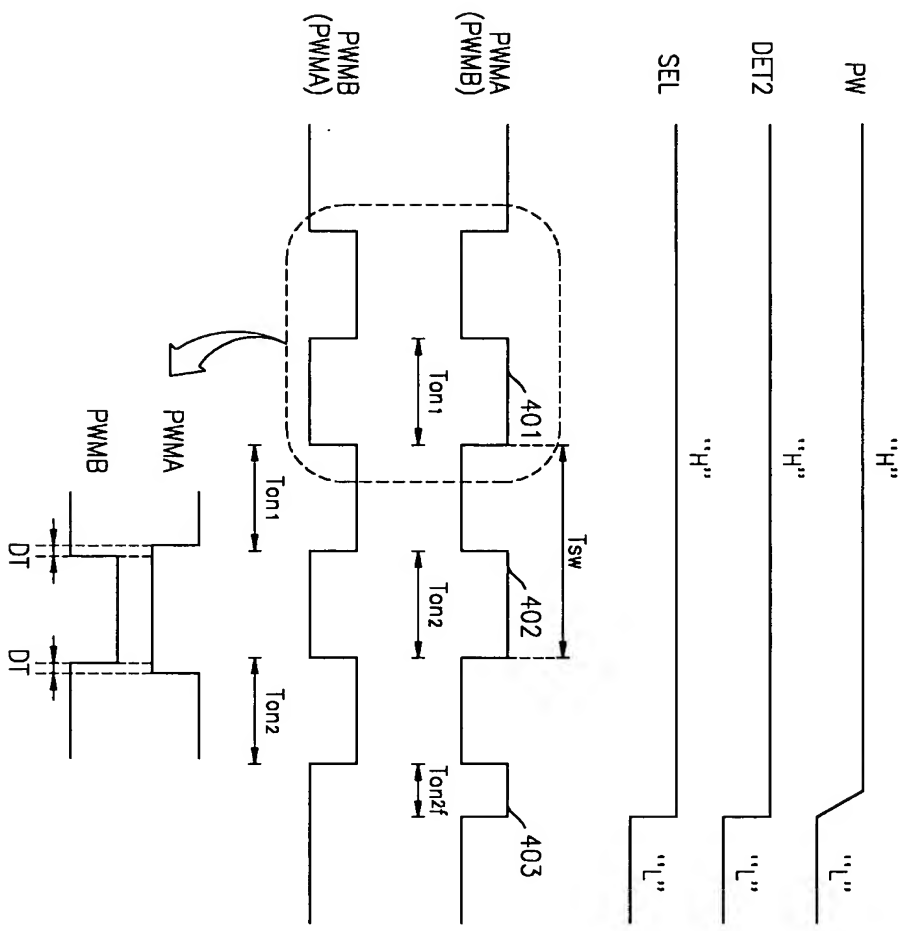 PW
"H"
"L"
DET2
"H"
"L"
SEL
"H"
"L"
PWMA
(PWMB)
401
402
403
Tsw
Ton1
Ton2
Ton2f
PWMB
(PWMA)
Ton1
Ton2
PWMA
PWMB
DT
DT